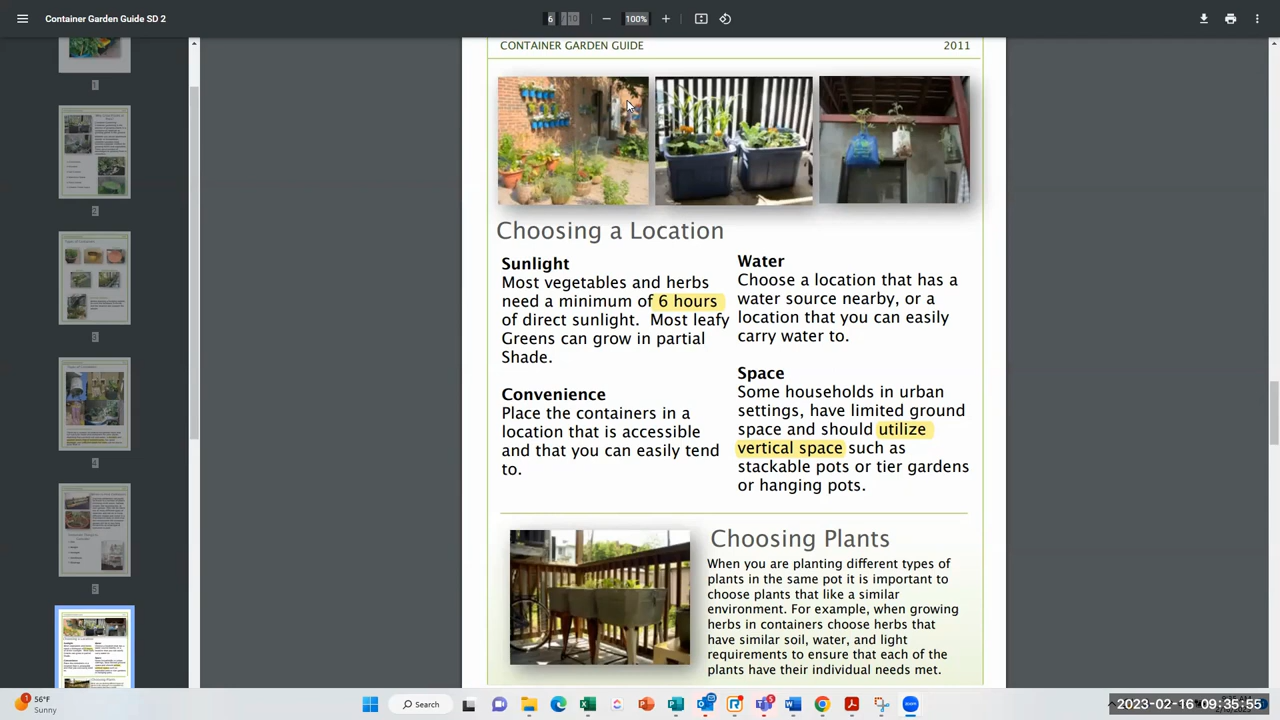 Container Garden Guide SD 2
6 / 10
100%
CONTAINER GARDEN GUIDE 2011
1
2
3
4
5
Choosing a Location
Sunlight
Most vegetables and herbs
need a minimum of 6 hours
of direct sunlight. Most leafy
Greens can grow in partial
Shade.
Convenience
Place the containers in a
location that is accessible
and that you can easily tend
to.
Water
Choose a location that has a
water source nearby, or a
location that you can easily
carry water to.
Space
Some households in urban
settings, have limited ground
space and should utilize
vertical space such as
stackable pots or tier gardens
or hanging pots.
Choosing Plants
When you are planting different types of
plants in the same pot it is important to
choose plants that like a similar
environment. For example, when growing
herbs in containers choose herbs that
have similar soil, water, and light
requirements to ensure that each of the
plants have their individual needs met.
Sunny
Search
2023-02-16 09:35:55